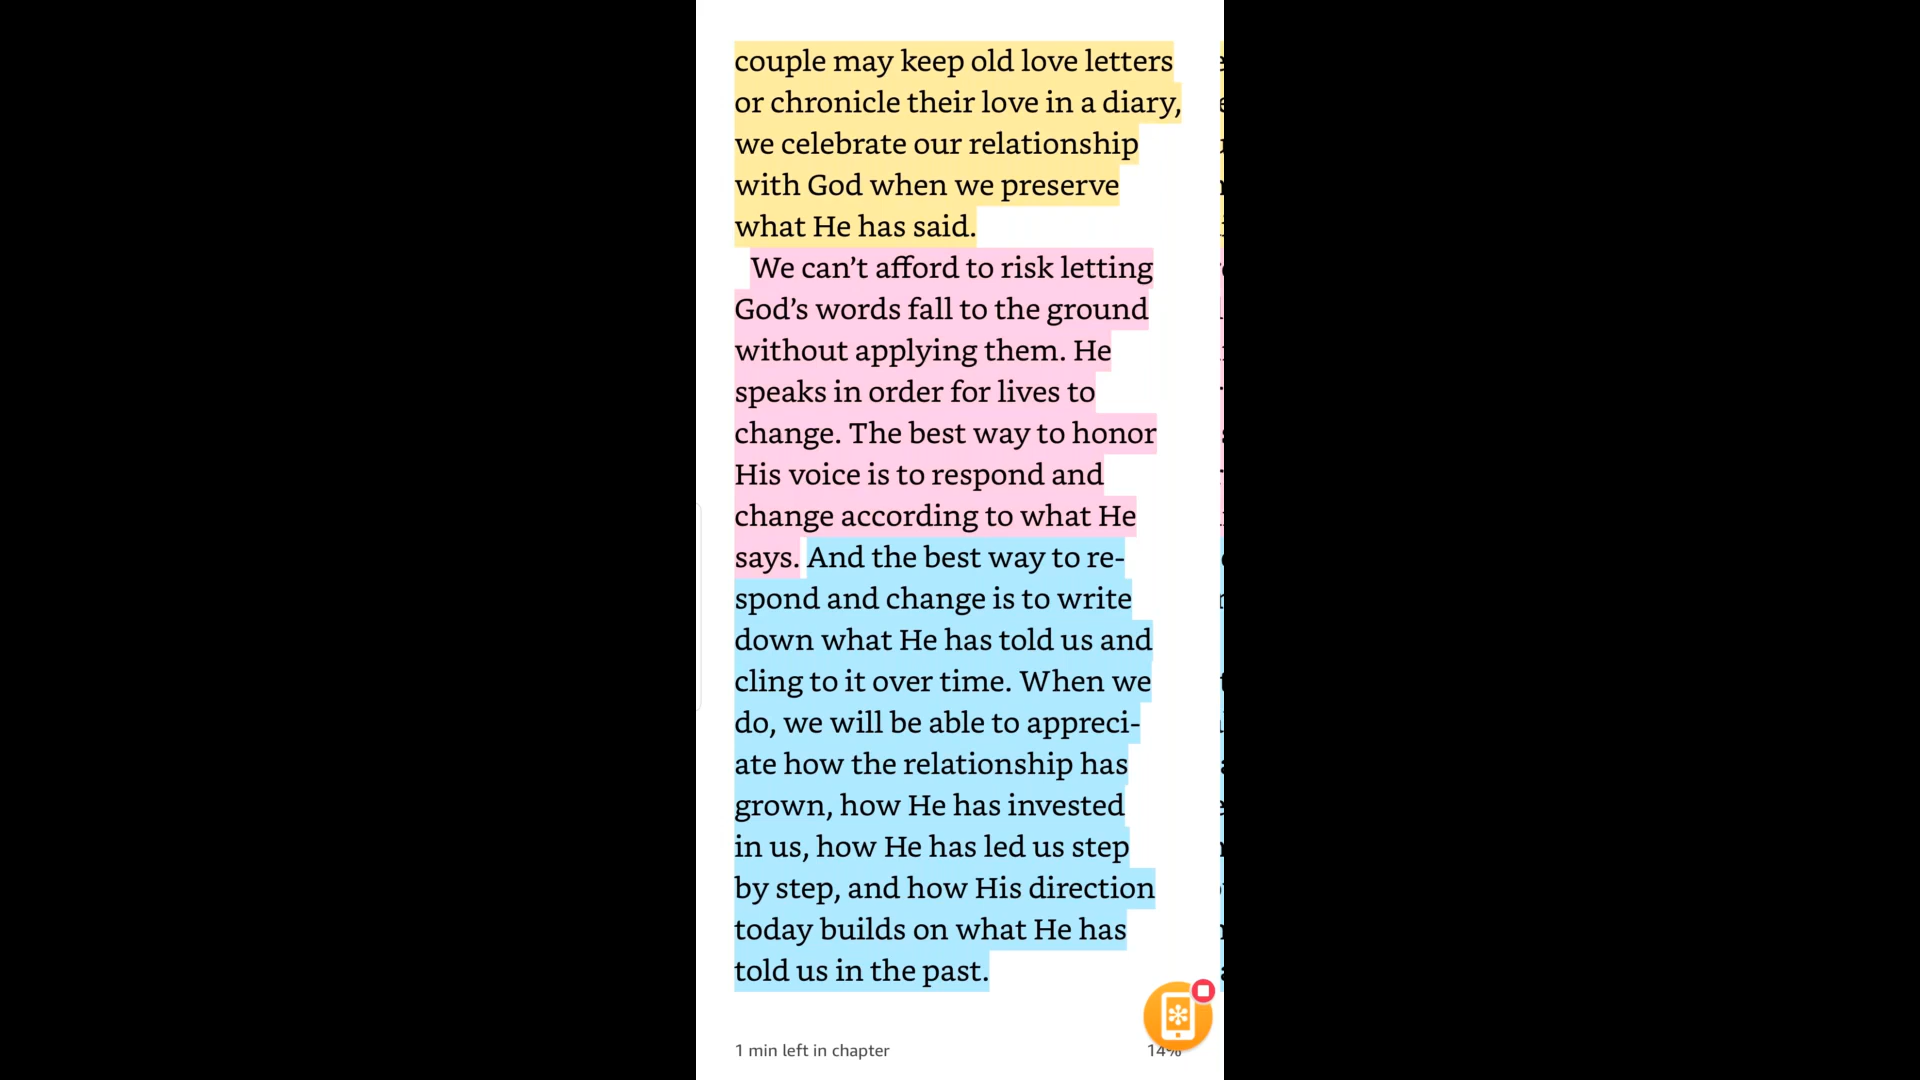 couple may keep old love letters
or chronicle their love in a diary,
we celebrate our relationship
with God when we preserve
what He has said.
We can’t afford to risk letting
God’s words fall to the ground
without applying them. He
speaks in order for lives to
change. The best way to honor
His voice is to respond and
change according to what He
says. And the best way to re-
spond and change is to write
down what He has told us and
cling to it over time. When we
do, we will be able to appreci-
ate how the relationship has
grown, how He has invested
in us, how He has led us step
by step, and how His direction
today builds on what He has
told us in the past.
1 min left in chapter
14%